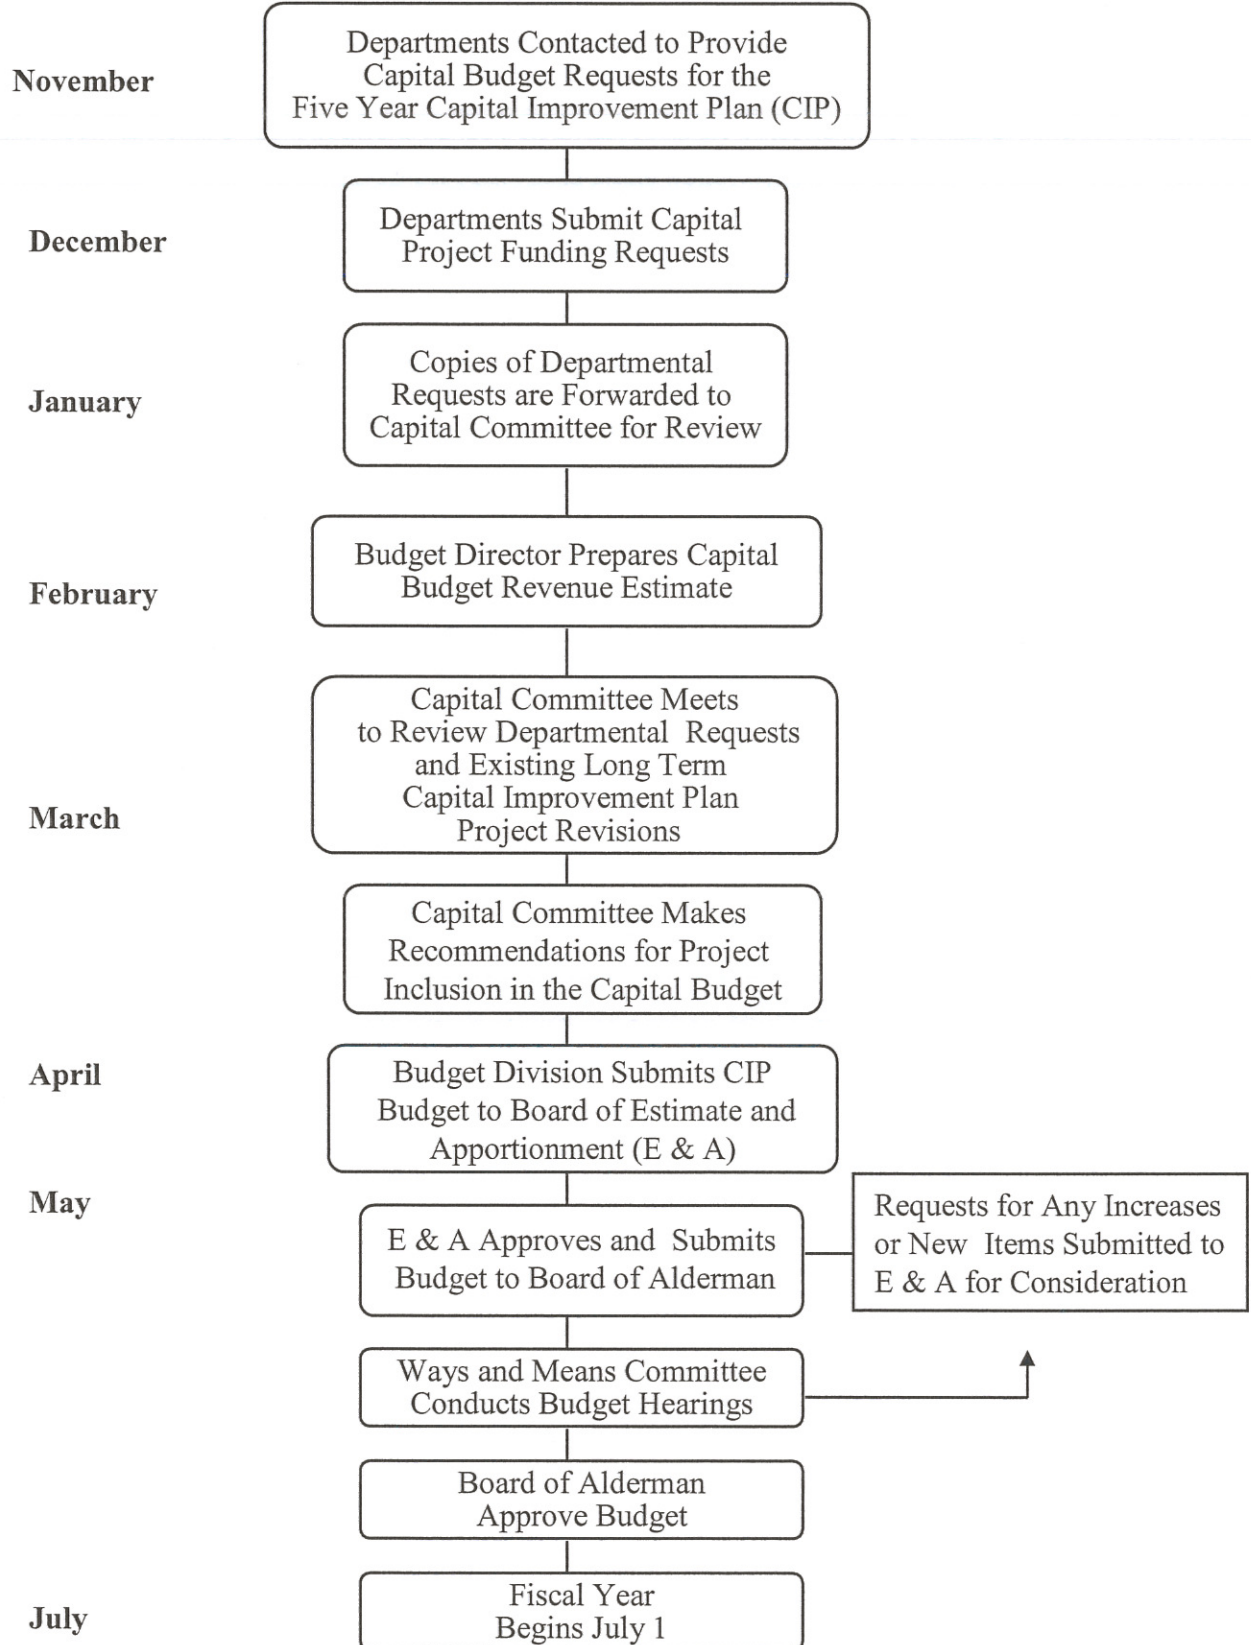 November
Departments Contacted to Provide
Capital Budget Requests for the
Five Year Capital Improvement Plan (CIP)
December
Departments Submit Capital
Project Funding Requests
January
Copies of Departmental
Requests are Forwarded to
Capital Committee for Review
February
Budget Director Prepares Capital
Budget Revenue Estimate
March
Capital Committee Meets
to Review Departmental Requests
and Existing Long Term
Capital Improvement Plan
Project Revisions
Capital Committee Makes
Recommendations for Project
Inclusion in the Capital Budget
April
Budget Division Submits CIP
Budget to Board of Estimate and
Apportionment (E & A)
May
E & A Approves and Submits
Budget to Board of Alderman
Requests for Any Increases
or New Items Submitted to
E & A for Consideration
Ways and Means Committee
Conducts Budget Hearings
Board of Alderman
Approve Budget
July
Fiscal Year
Begins July 1